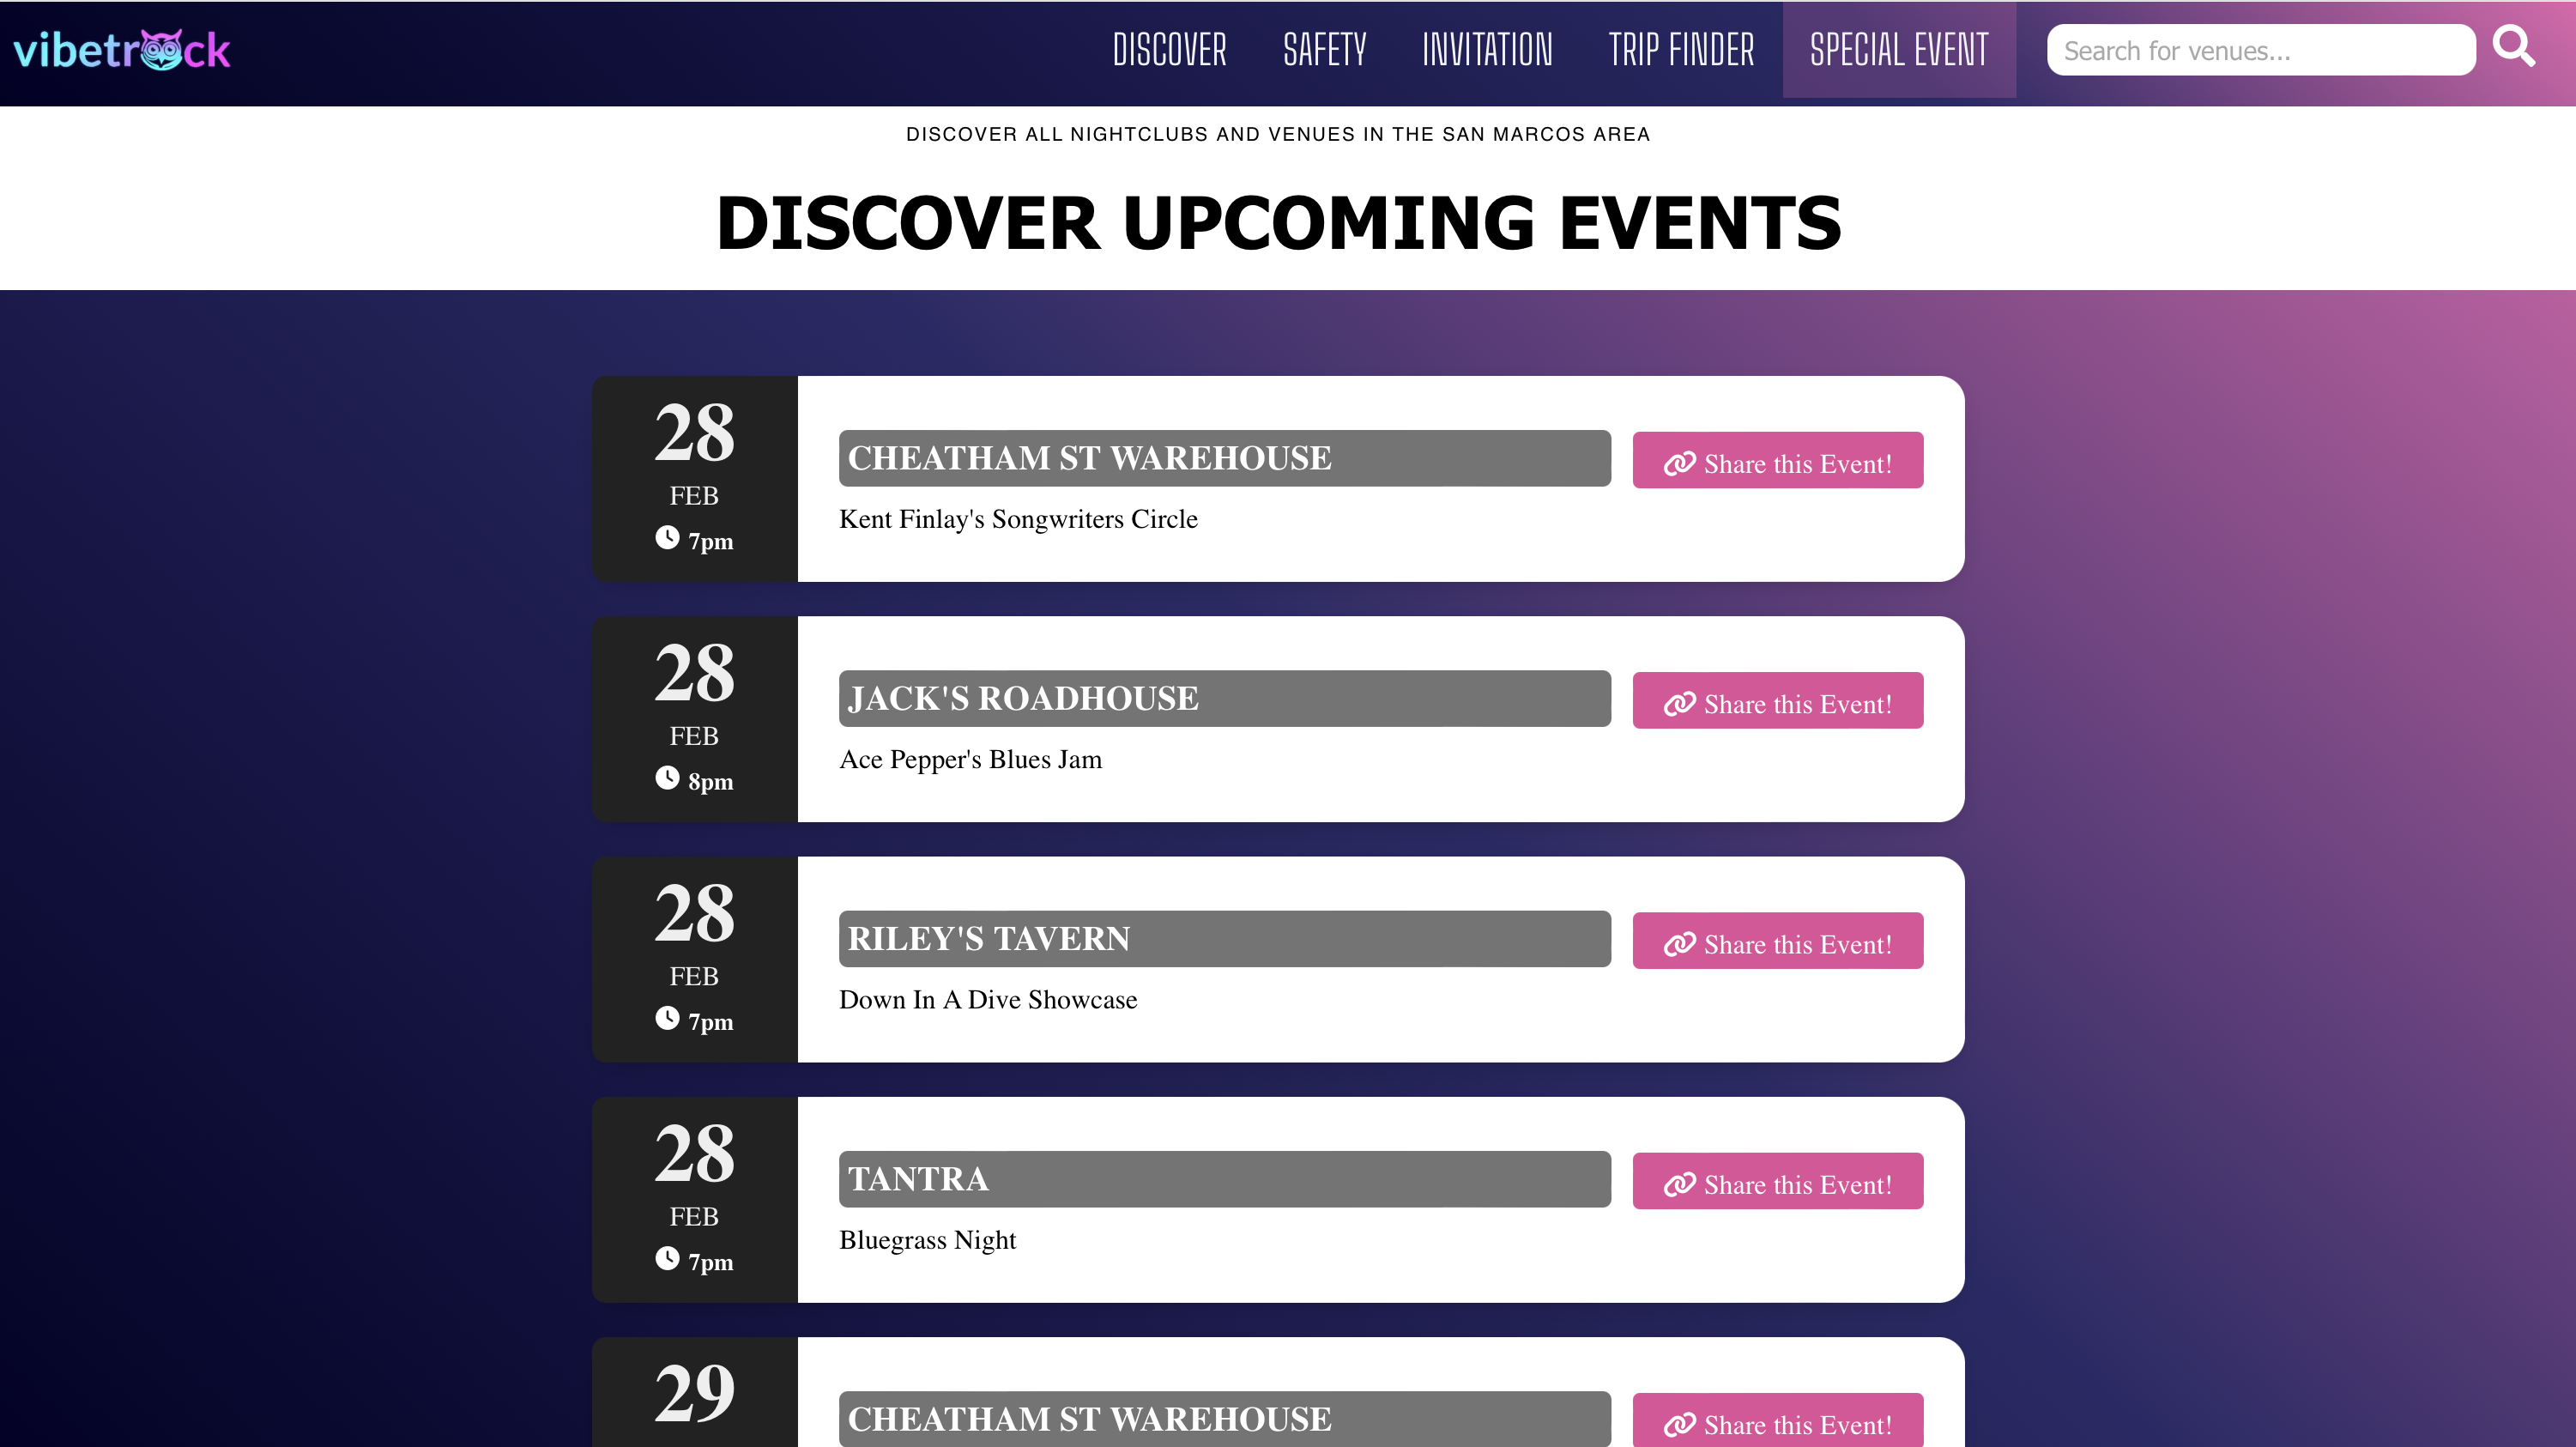 vibetrock
DISCOVER SAFETY INVITATION TRIP FINDER SPECIAL EVENT Search for venues...
DISCOVER ALL NIGHTCLUBS AND VENUES IN THE SAN MARCOS AREA
DISCOVER UPCOMING EVENTS
28
FEB
7pm
CHEATHAM ST WAREHOUSE
Share this Event!
Kent Finlay's Songwriters Circle
28
FEB
8pm
JACK'S ROADHOUSE
Share this Event!
Ace Pepper's Blues Jam
28
FEB
7pm
RILEY'S TAVERN
Share this Event!
Down In A Dive Showcase
28
FEB
7pm
TANTRA
Share this Event!
Bluegrass Night
29
CHEATHAM ST WAREHOUSE
Share this Event!